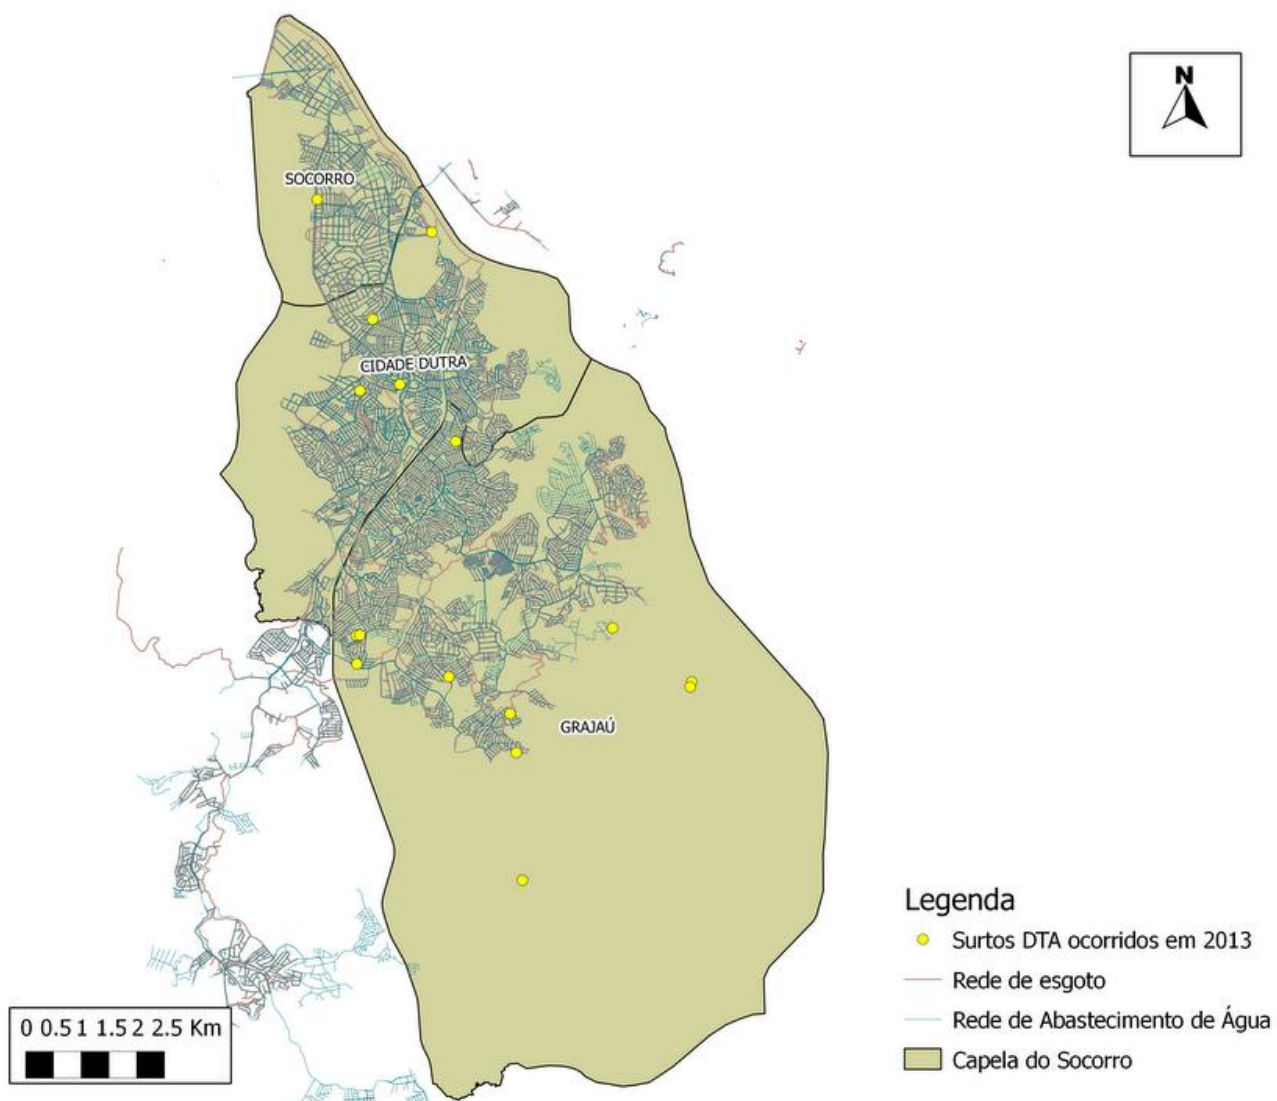 N
SOCORRO
CIDADE DUTRA
GRAJAÚ
Legenda
Surtos DTA ocorridos em 2013
Rede de esgoto
Rede de Abastecimento de Água
Capela do Socorro
0 0.5 1 1.5 2 2.5 Km